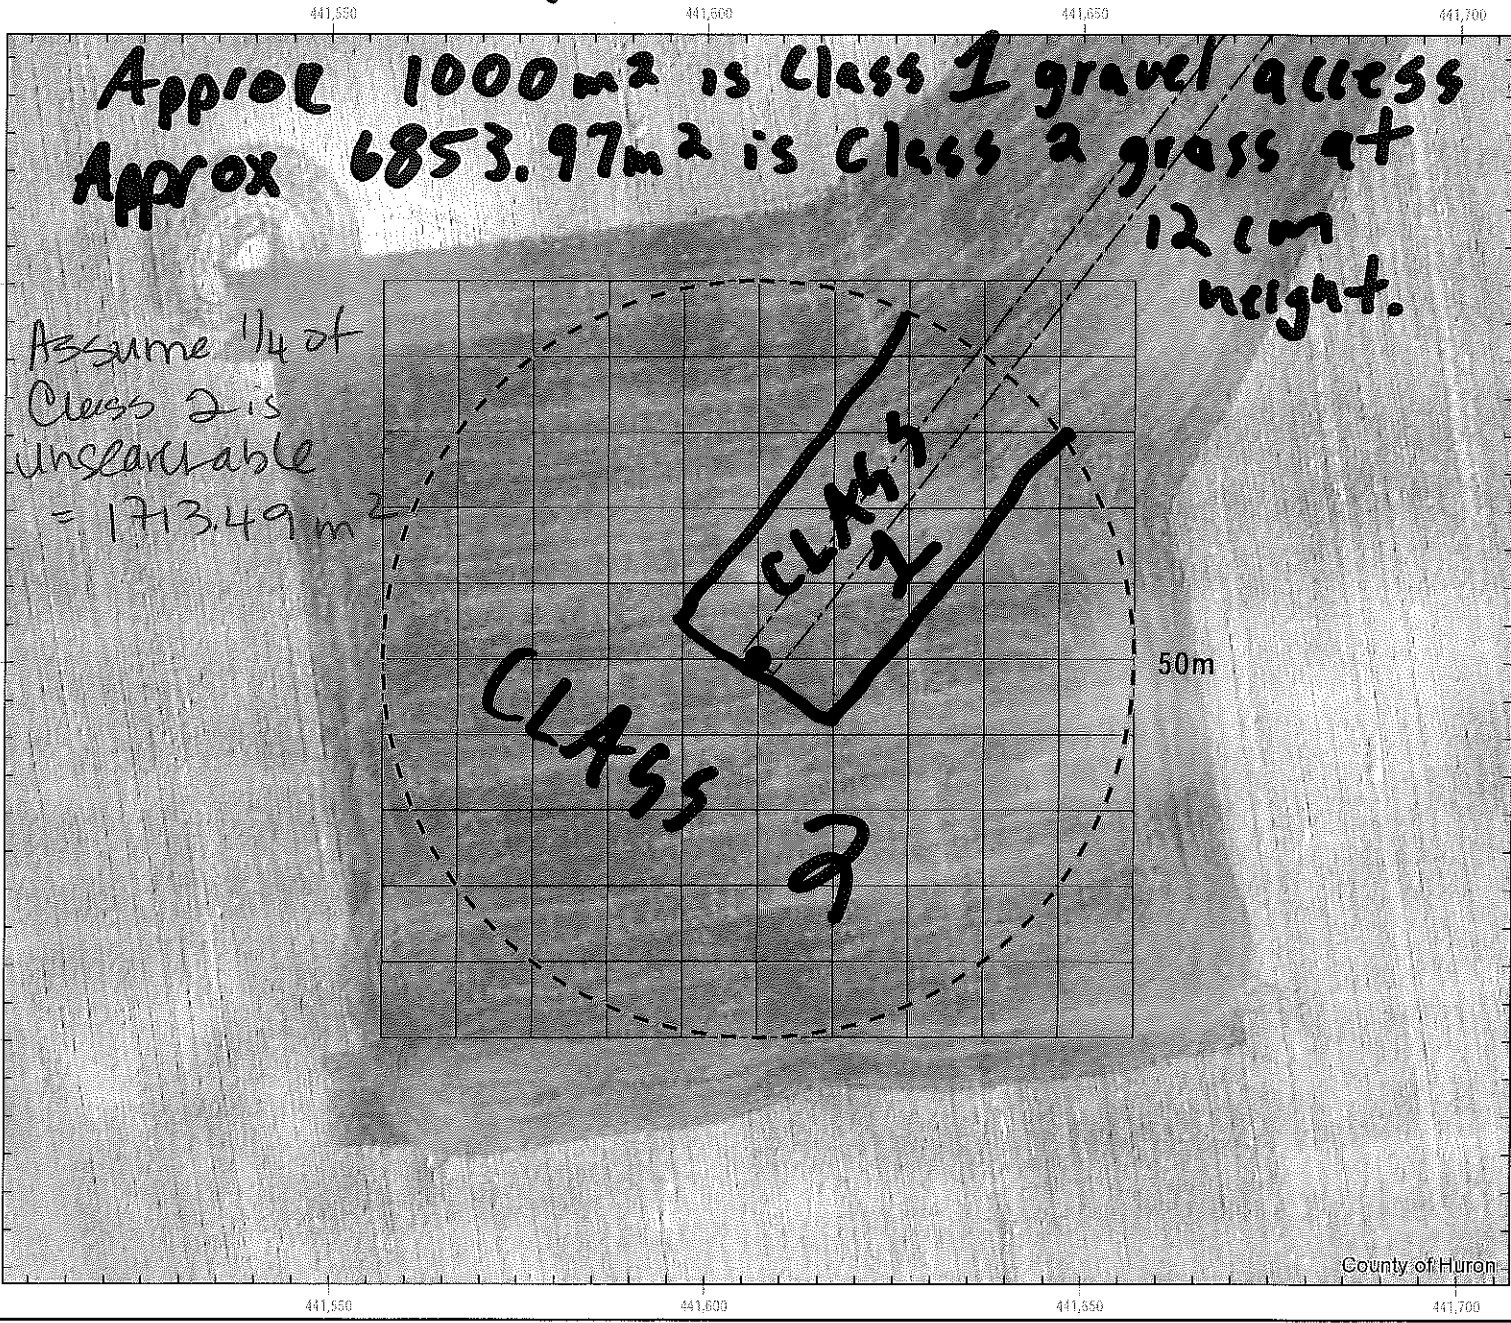 441,550 441,600 441,650 441,700
Approx 1000m² is Class 1 gravel access
Approx 6853.97m² is Class 2 grass at
12 cm
height.
Assume 1/4 of
Class 2 is
unsearchable
= 1713.49 m²
CLASS
1
50m
CLASS
2
County of Huron
441,550 441,600 441,650 441,700